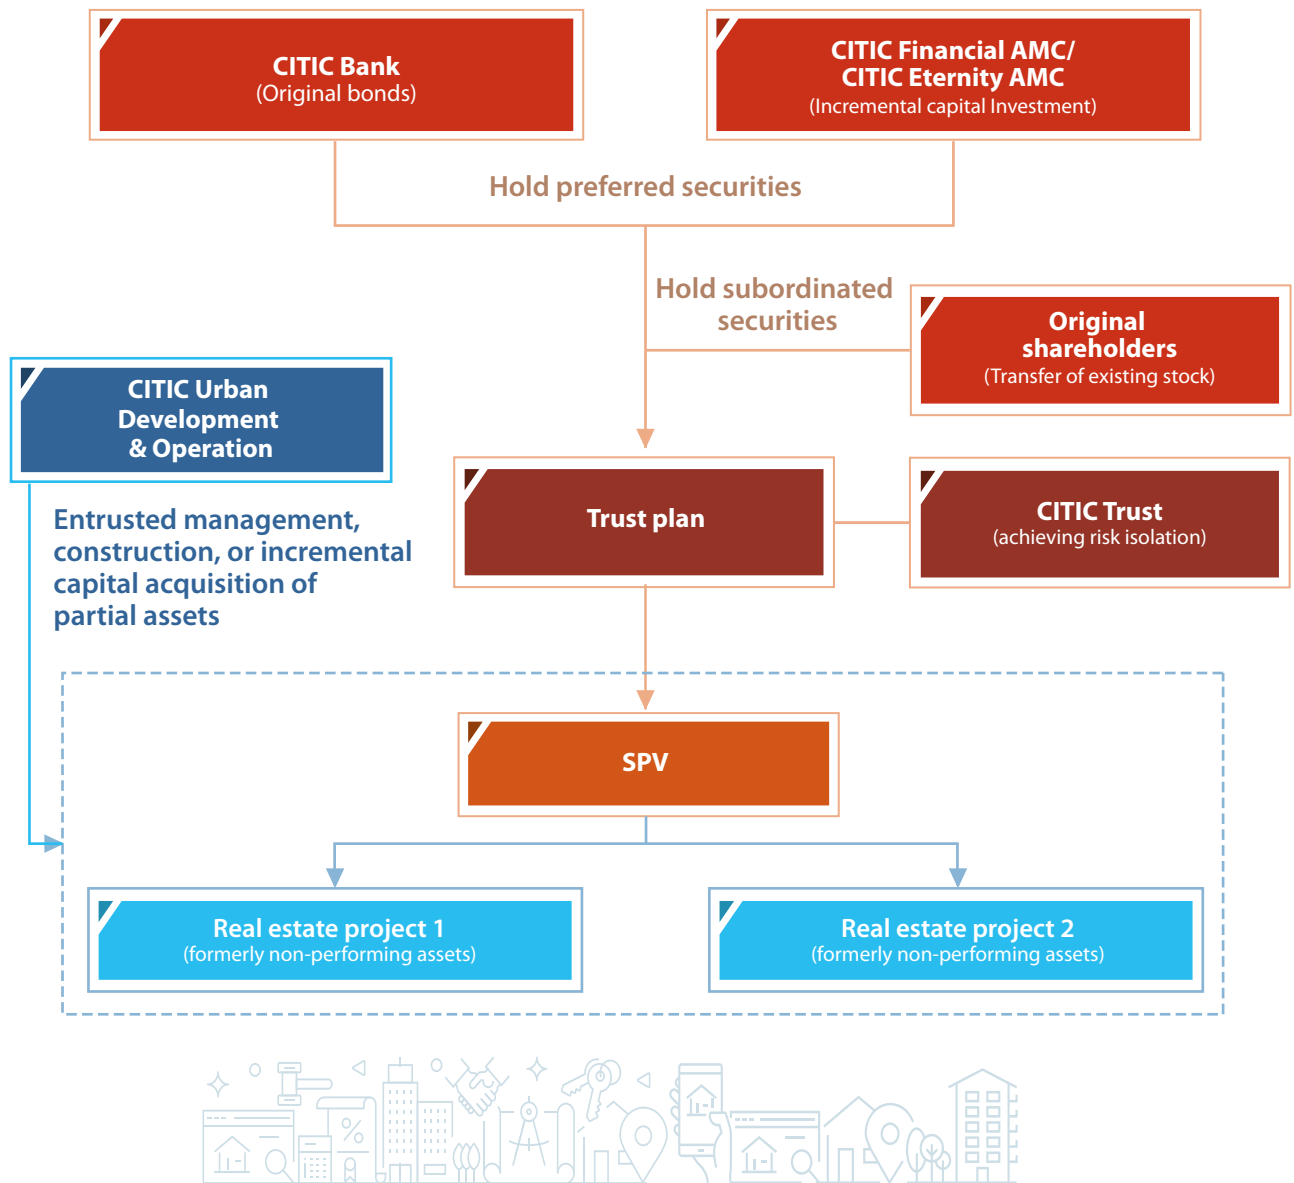 CITIC Bank
(Original bonds)
CITIC Financial AMC/
CITIC Eternity AMC
(Incremental capital Investment)
Hold preferred securities
Hold subordinated
securities
Original
shareholders
(Transfer of existing stock)
CITIC Urban
Development
& Operation
Entrusted management,
construction, or incremental
capital acquisition of
partial assets
Trust plan
CITIC Trust
(achieving risk isolation)
SPV
Real estate project 1
(formerly non-performing assets)
Real estate project 2
(formerly non-performing assets)
%